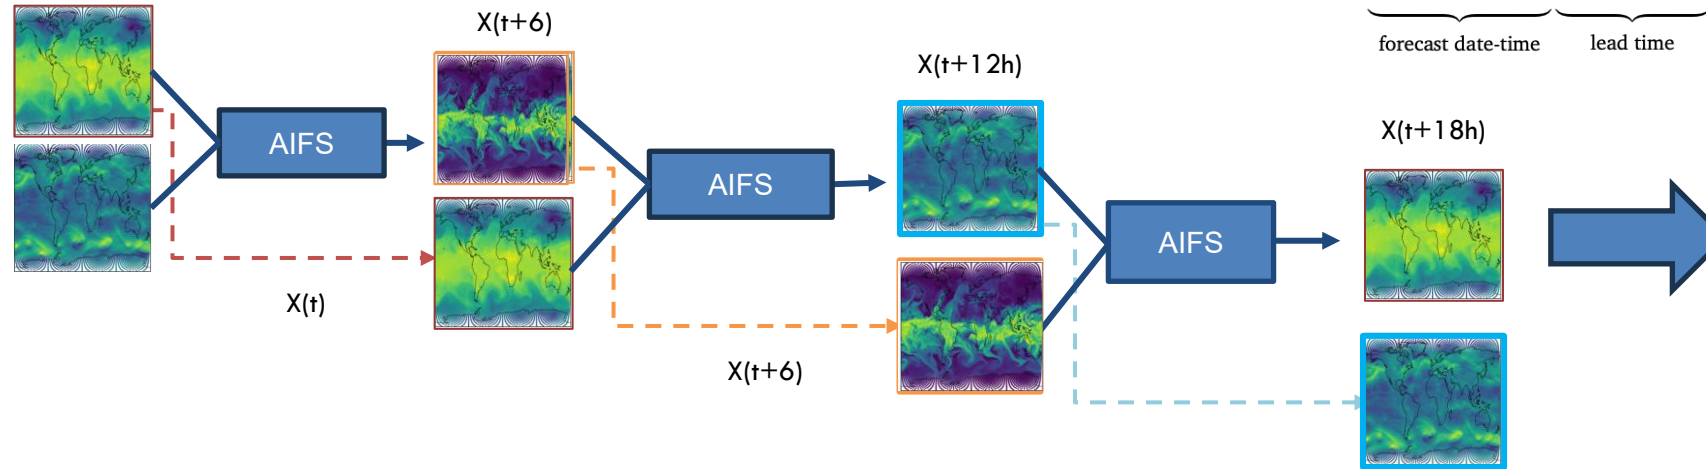 X(t+6)
forecast date-time
lead time
X(t+12h)
X(t+18h)
AIFS
AIFS
AIFS
X(t)
X(t+6)